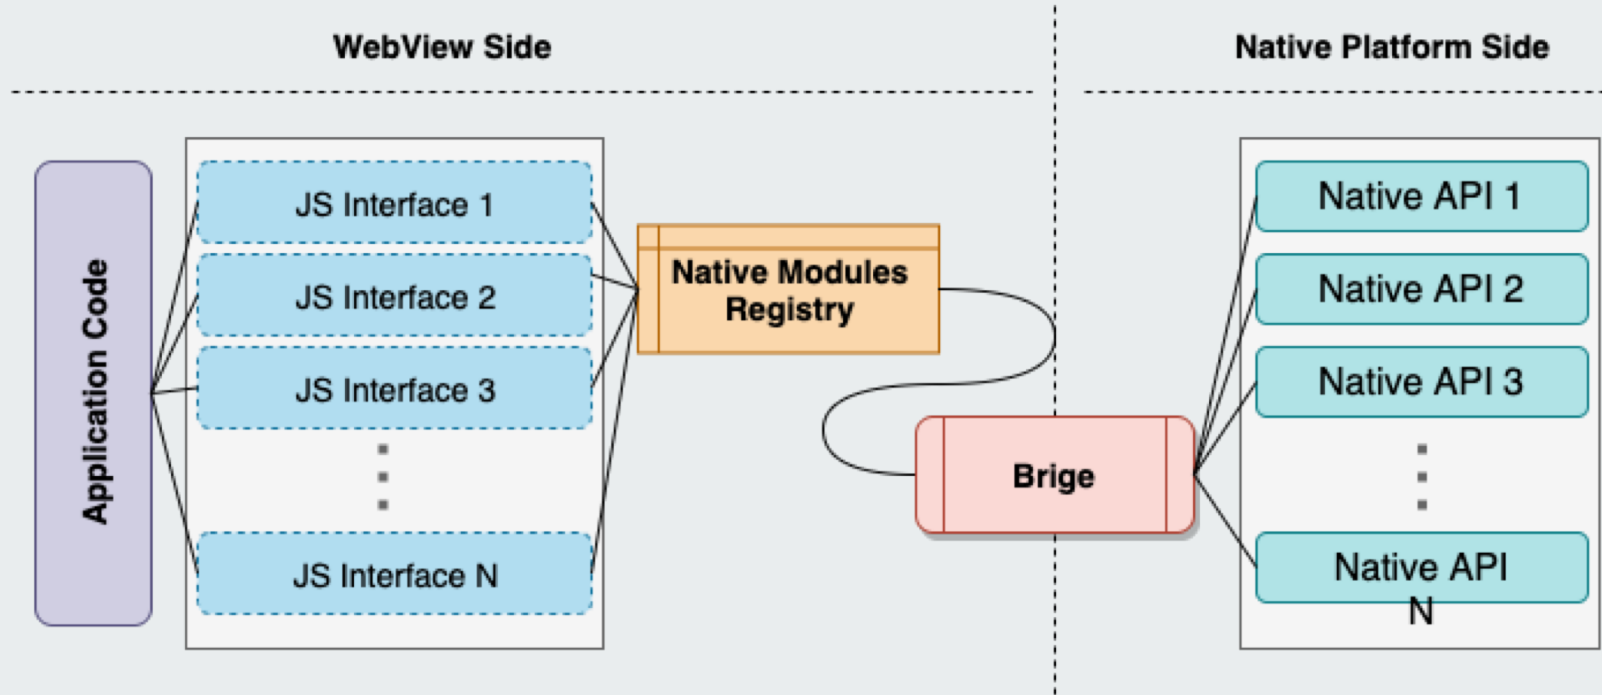 WebView Side
Native Platform Side
Application Code
JS Interface 1
JS Interface 2
JS Interface 3
JS Interface N
Native Modules
Registry
Brige
Native API 1
Native API 2
Native API 3
Native API
N